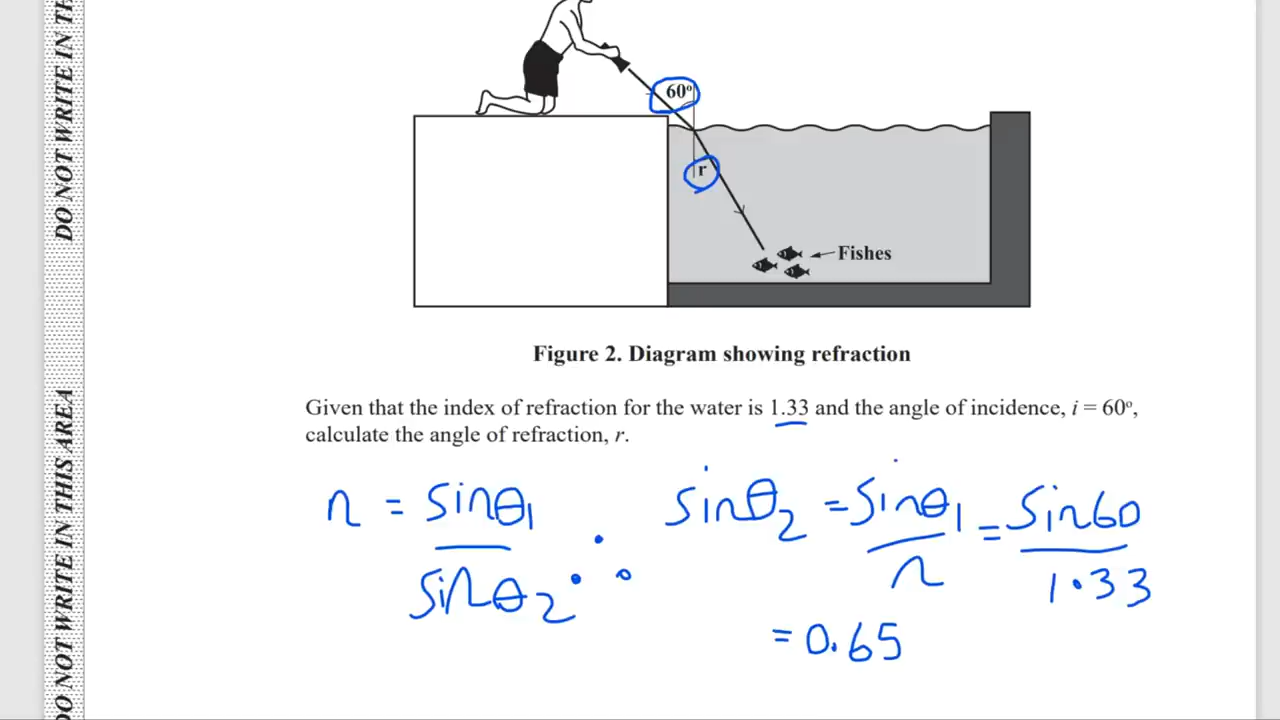 DO NOT WRITE IN TH
DO NOT WRITE IN THIS AREA
60°
r
Fishes
Figure 2. Diagram showing refraction
Given that the index of refraction for the water is 1.33 and the angle of incidence, i = 60°,
calculate the angle of refraction, r.
n = sinθ1 / sinθ2 ∴ sinθ2 = sinθ1 / n = sin60 / 1.33
= 0.65